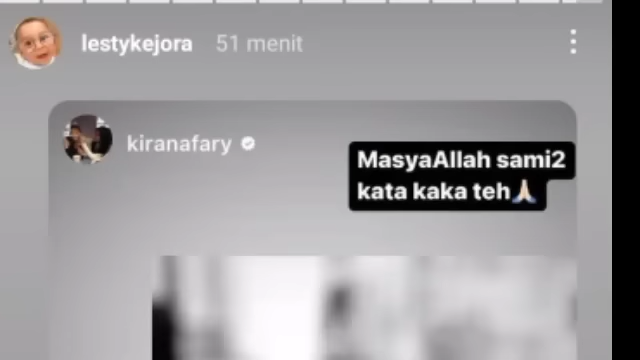 lestykejora 51 menit
kiranafary
MasyaAllah sami2
kata kaka teh🙏🏻